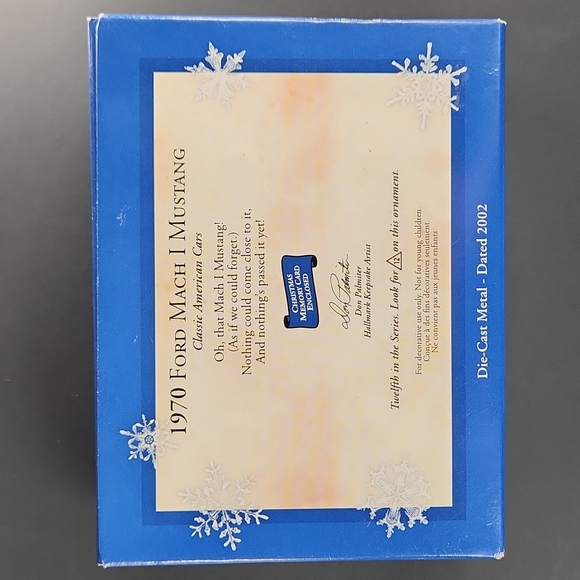 1970 FORD MACH I MUSTANG
Classic American Cars
Oh, that Mach I Mustang!
(As if we could forget.)
Nothing could come close to it,
And nothing's passed it yet!
CHRISTMAS
MEMORY CARD
ENCLOSED
Don Palmiter
Don Palmiter
Hallmark Keepsake Artist
Twelfth in the Series. Look for 12 on this ornament.
For decorative use only. Not for young children.
Conçue à des fins décoratives seulement.
Ne convient pas aux jeunes enfants.
Die-Cast Metal - Dated 2002